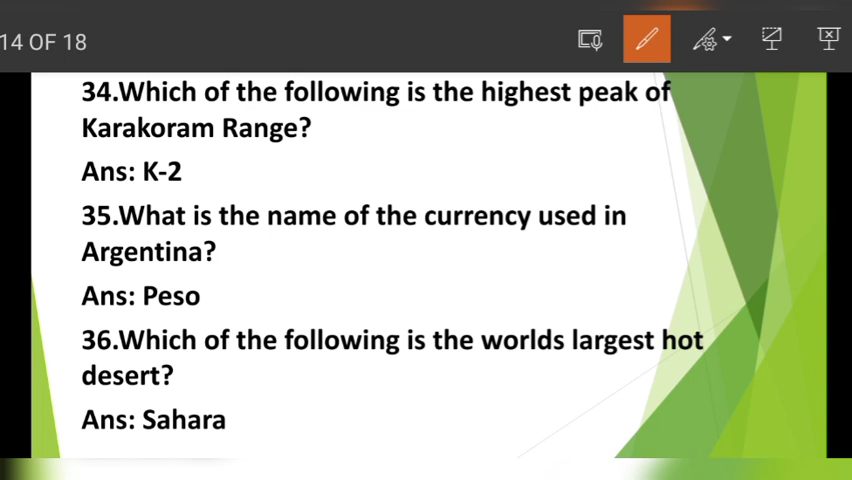 14 OF 18
34.Which of the following is the highest peak of
Karakoram Range?
Ans: K-2
35.What is the name of the currency used in
Argentina?
Ans: Peso
36.Which of the following is the worlds largest hot
desert?
Ans: Sahara